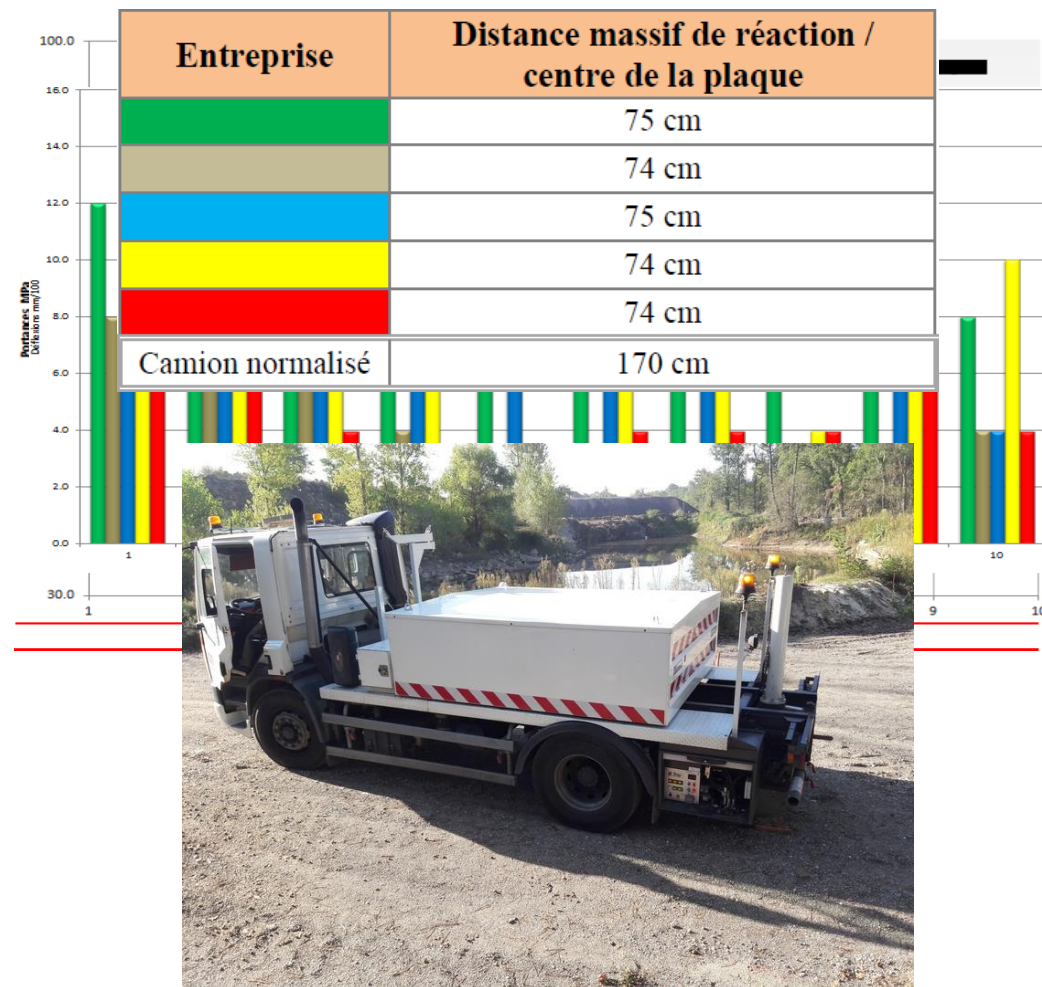 Entreprise
Distance massif de réaction /
centre de la plaque
75 cm
74 cm
75 cm
74 cm
74 cm
Camion normalisé
170 cm
100.0
16.0
14.0
12.0
10.0
8.0
6.0
4.0
2.0
0.0
Portances MPa
Déflexions mm/100
1
10
30.0
1
9
10